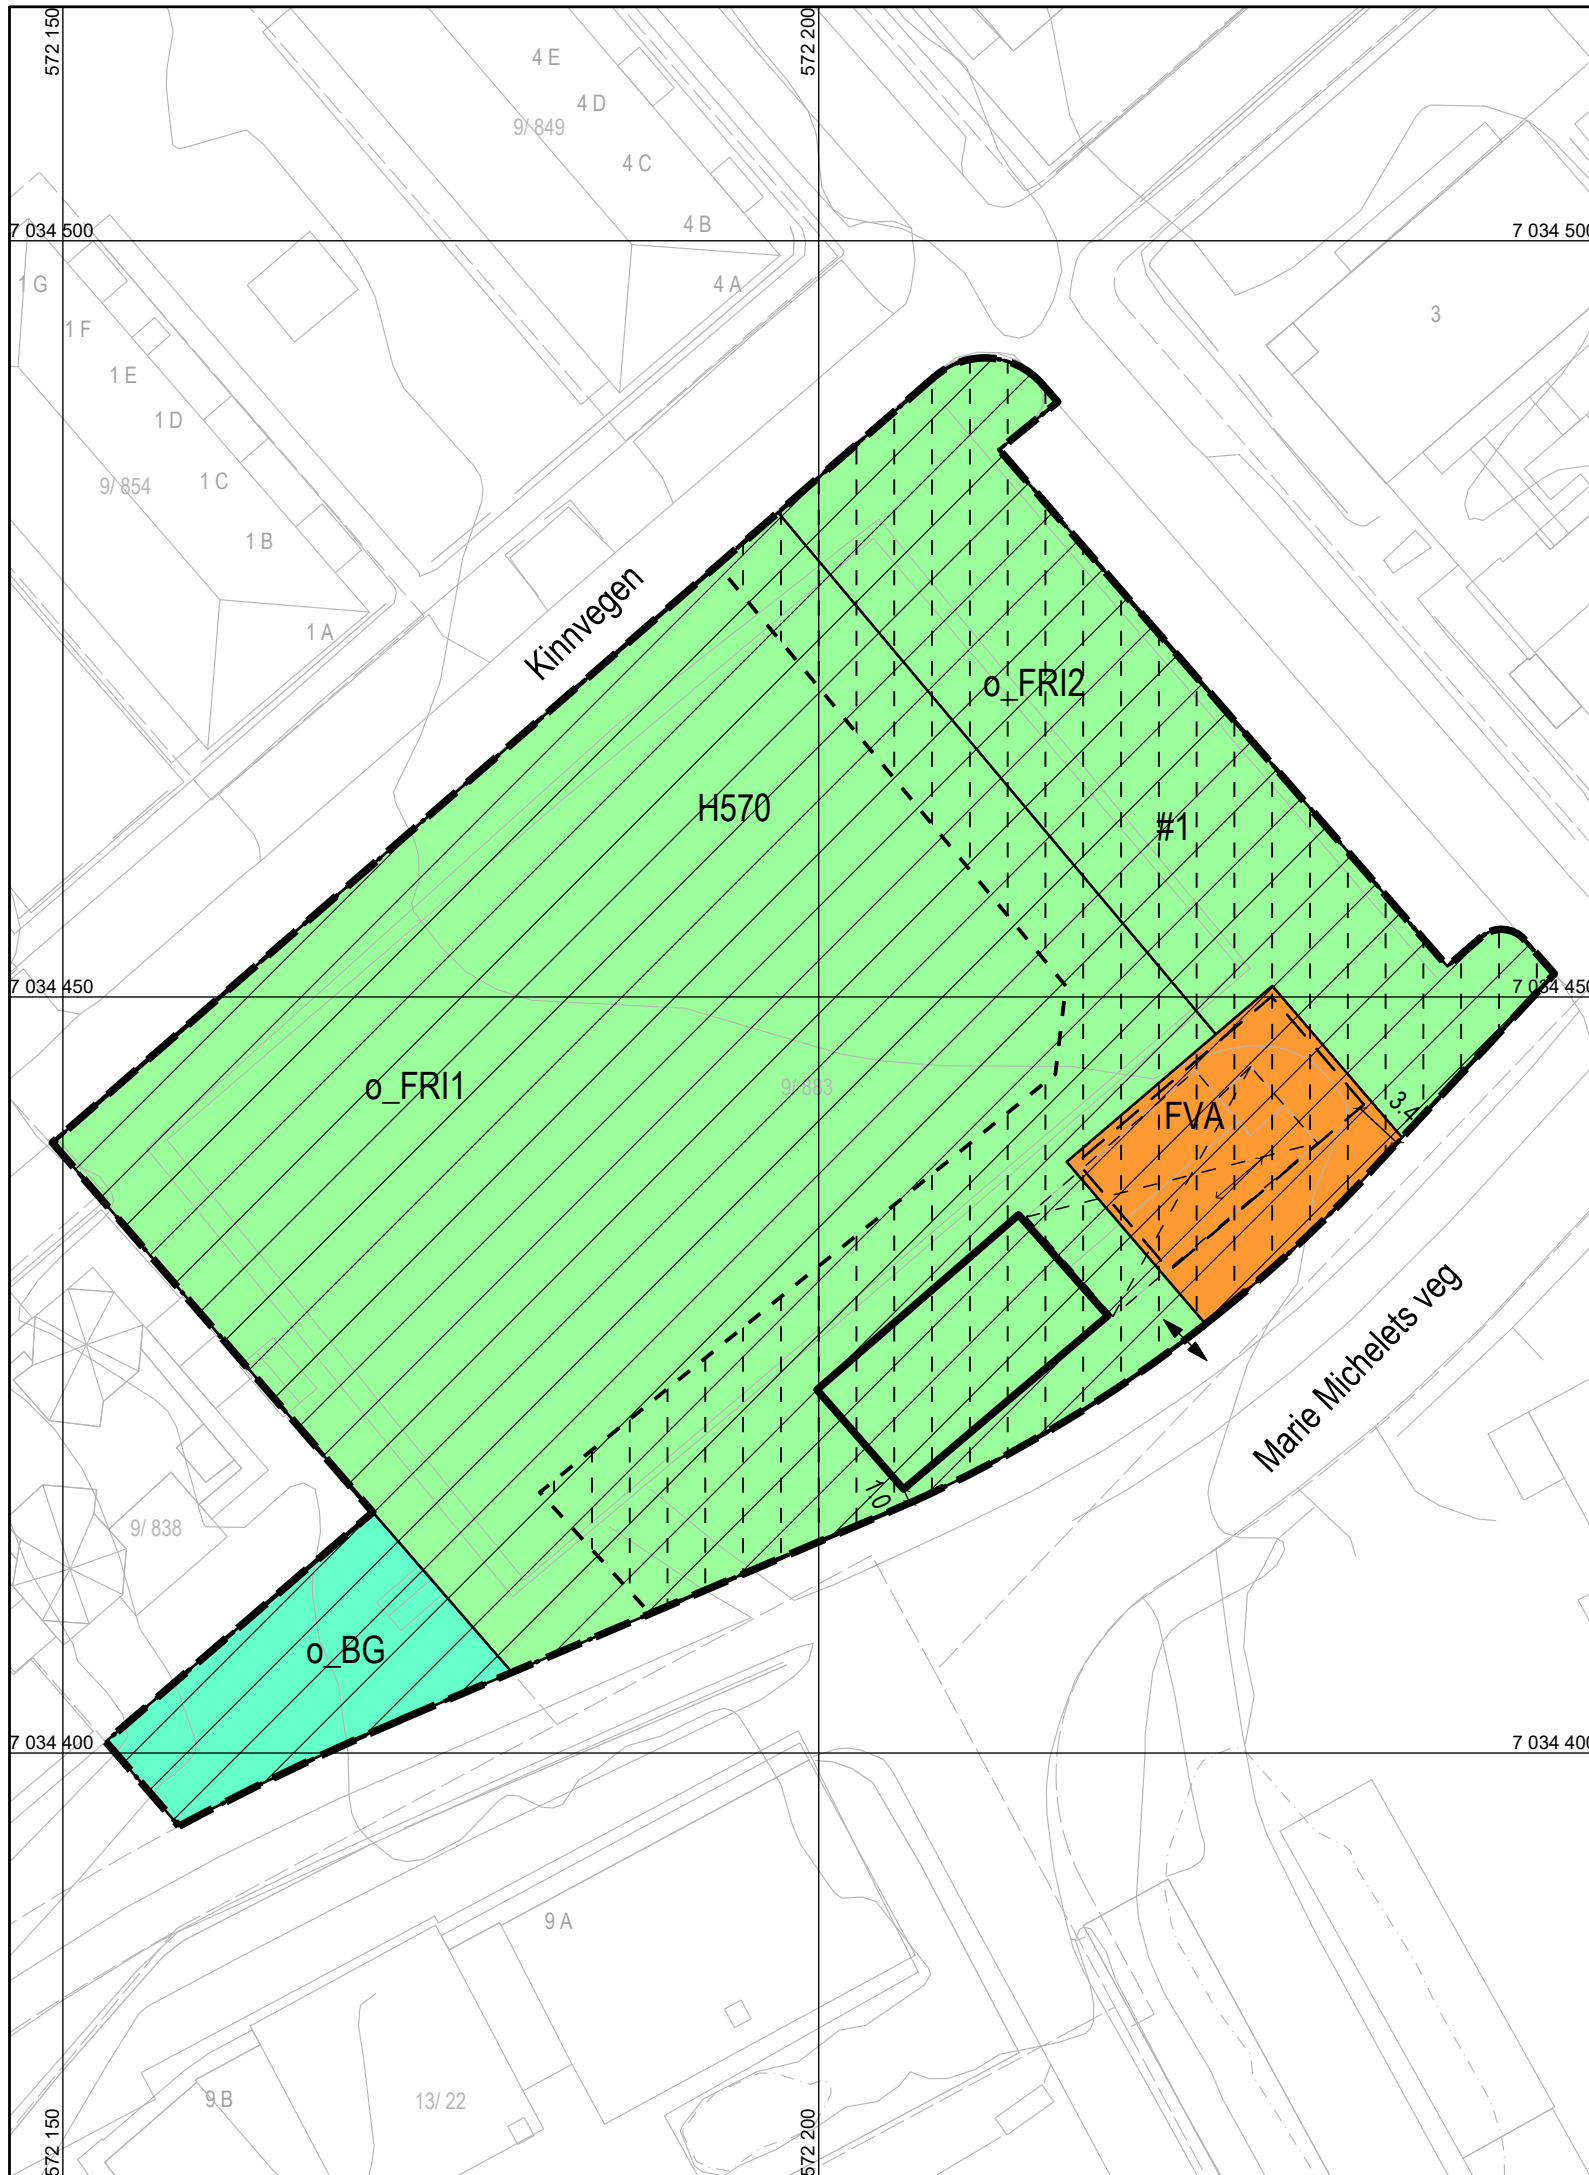 572 150
572 200
4 E
4 D
9/ 849
4 C
4 B
7 034 500
7 034 500
1 G
4 A
1 F
3
1 E
1 D
9/ 854
1 C
1 B
Kinnvegen
1 A
o_FRI2
H570
#1
7 034 450
7 034 450
o_FRI1
9/ 883
FVA
3.4
Marie Michelets veg
1.0
9/ 838
o_BG
7 034 400
7 034 400
9 A
9 B
13/ 22
572 150
572 200